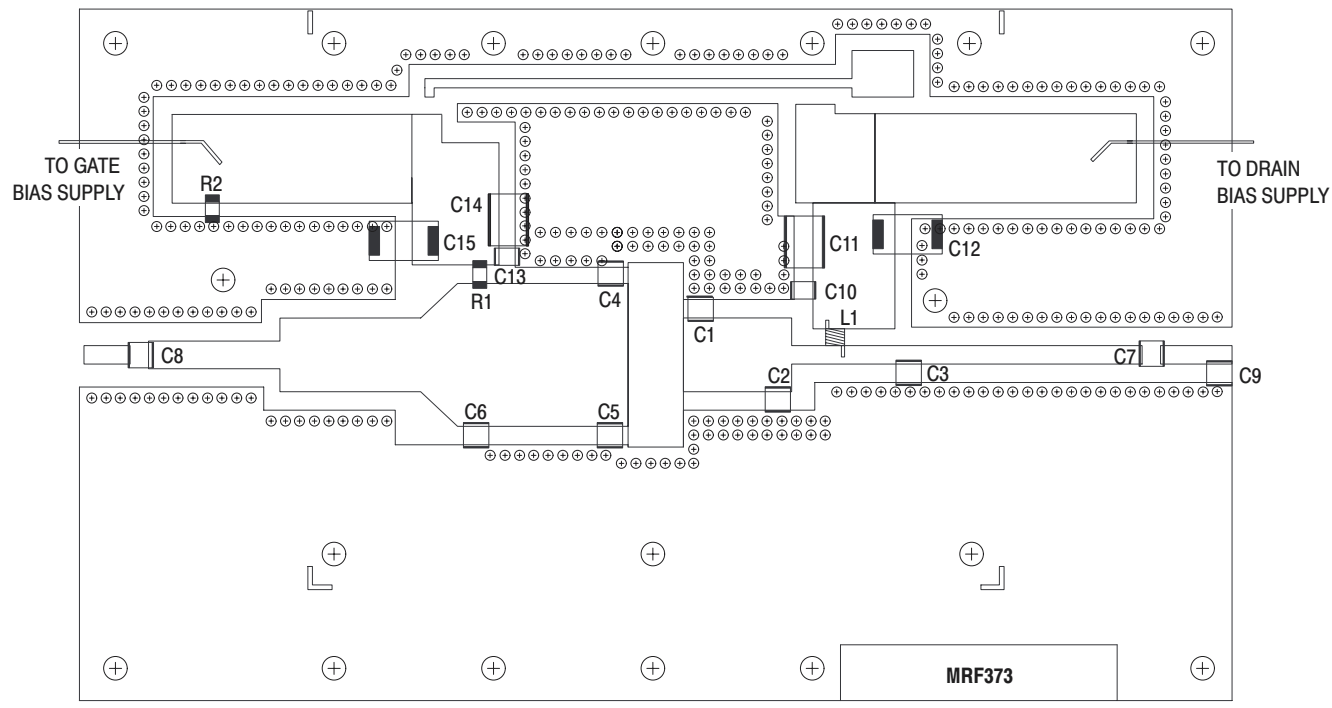 TO GATE
BIAS SUPPLY
TO DRAIN
BIAS SUPPLY
R2
C14
C15
C13
R1
C4
C11
C12
C10
C1
L1
C8
C7
C2
C3
C9
C6
C5
MRF373